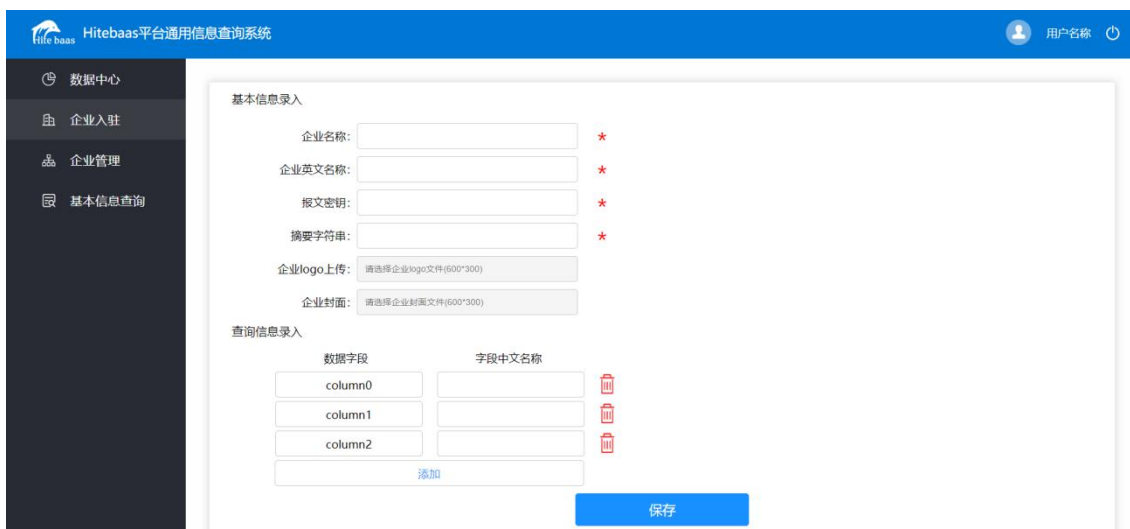 Hite baas Hitebaas平台通用信息查询系统 用户名称
数据中心
企业入驻
企业管理
基本信息查询
基本信息录入
企业名称: *
企业英文名称: *
报文密钥: *
摘要字符串: *
企业logo上传: 请选择企业logo文件(600*300)
企业封面: 请选择企业封面文件(600*300)
查询信息录入
数据字段 字段中文名称
column0
column1
column2
添加
保存